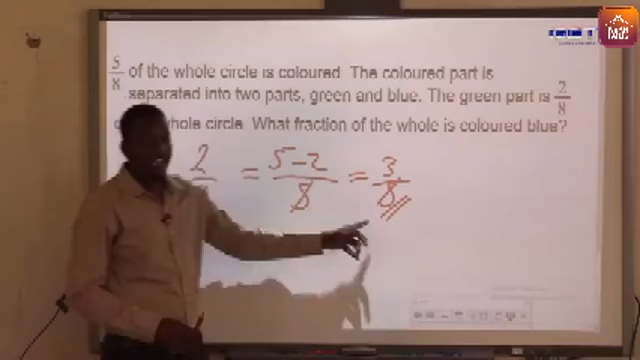 5/8 of the whole circle is coloured. The coloured part is
separated into two parts, green and blue. The green part is 2/8
whole circle. What fraction of the whole is coloured blue?
2 = 5-2/8 = 3/8